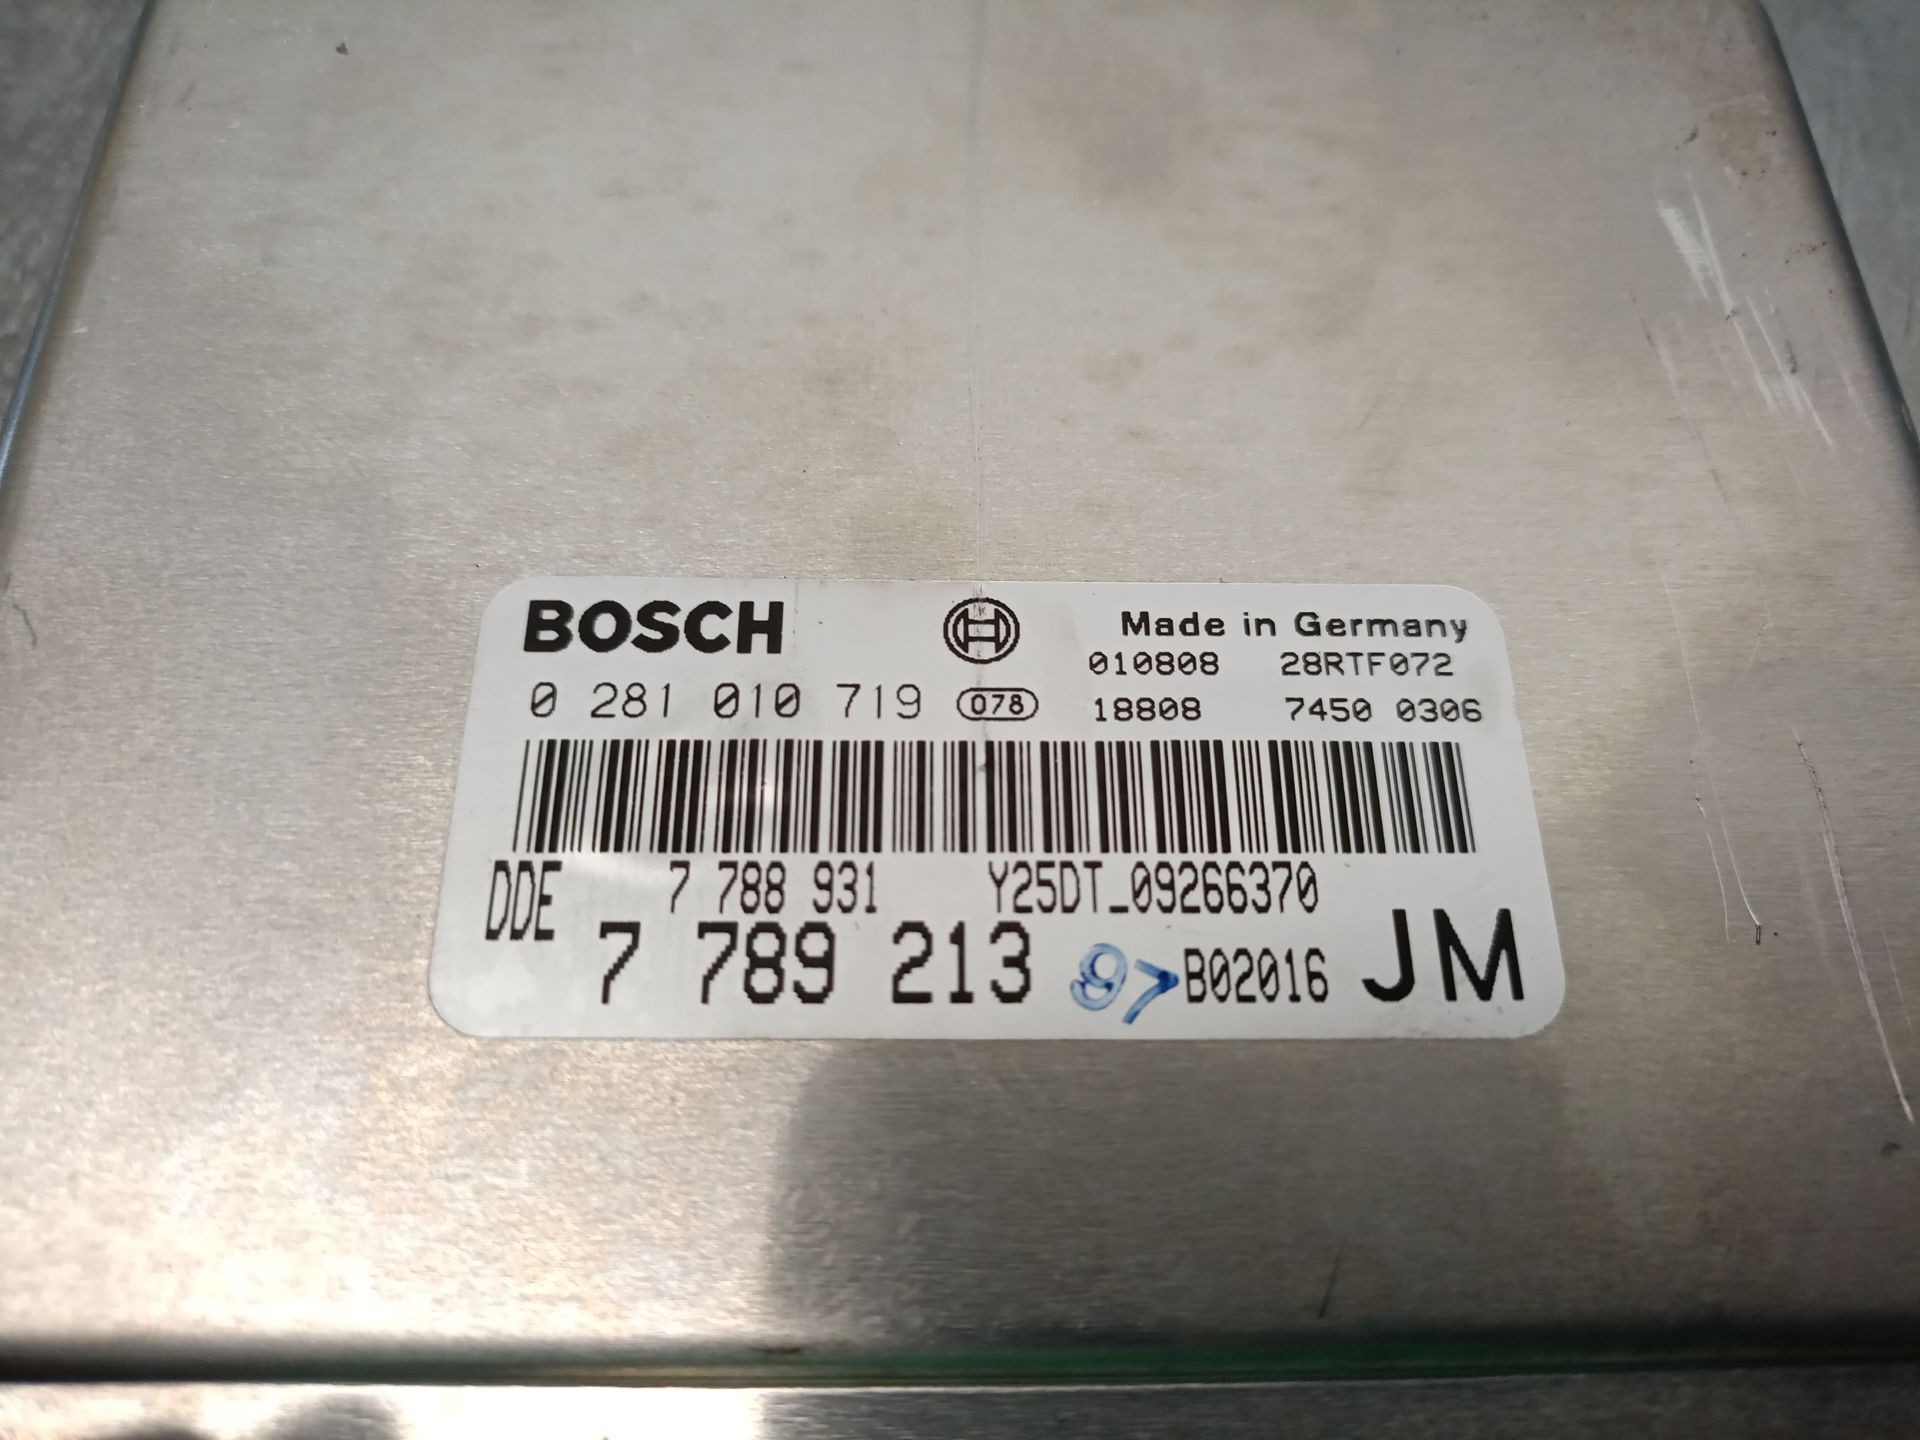 BOSCH Made in Germany
010808 28RTF072
0 281 010 719 078 18808 7450 0306
DDE 7 788 931 Y25DT_09266370
7 789 213 97 B02016 JM